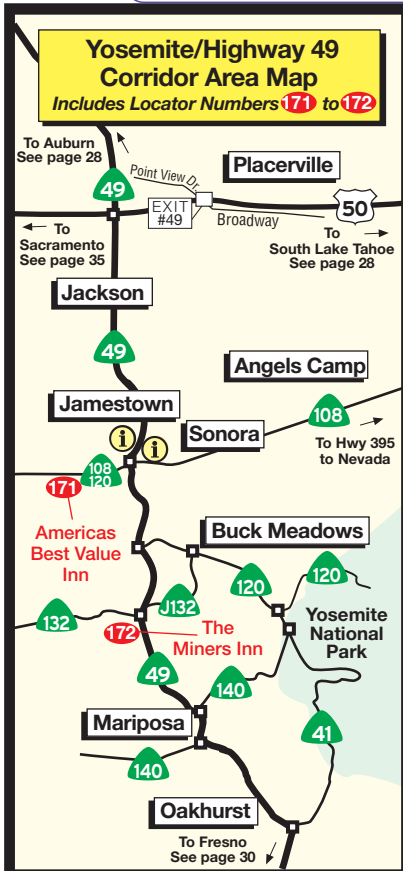 Yosemite/Highway 49
Corridor Area Map
Includes Locator Numbers 171 to 172
To Auburn
See page 28
Point View Dr.
Placerville
49
EXIT
#49
Broadway
50
To
Sacramento
See page 35
To
South Lake Tahoe
See page 28
Jackson
49
Angels Camp
Jamestown
108
i
i
Sonora
To Hwy 395
to Nevada
108
120
171
Americas
Best Value
Inn
Buck Meadows
120
120
J132
132
Yosemite
National
Park
172
The
Miners Inn
49
140
41
Mariposa
140
Oakhurst
To Fresno
See page 30